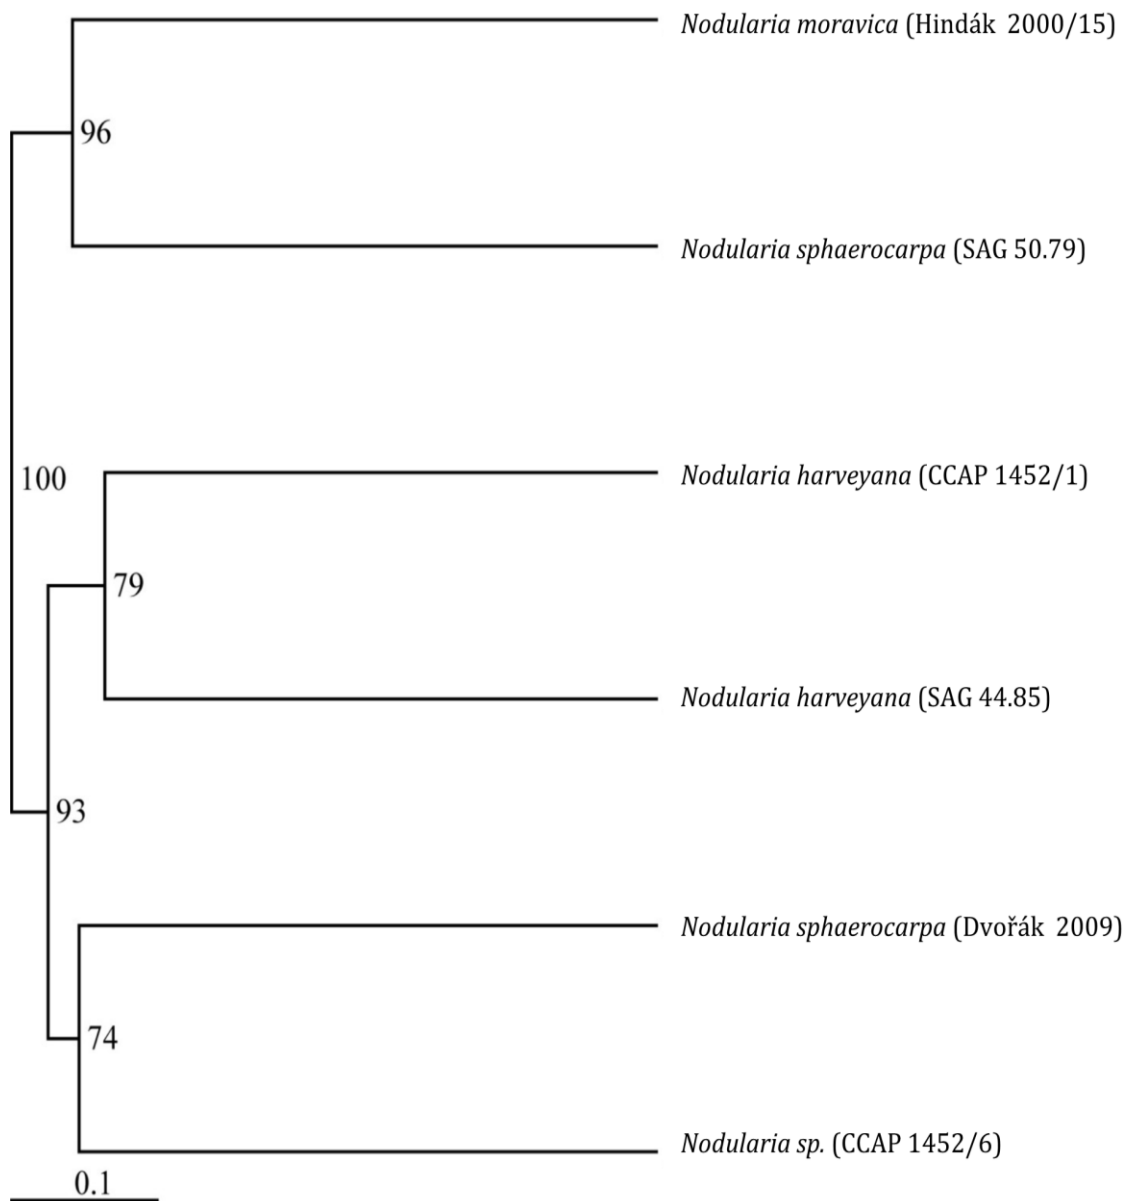 Nodularia moravica (Hindák 2000/15)
96
Nodularia sphaerocarpa (SAG 50.79)
100
Nodularia harveyana (CCAP 1452/1)
79
Nodularia harveyana (SAG 44.85)
93
Nodularia sphaerocarpa (Dvořák 2009)
74
Nodularia sp. (CCAP 1452/6)
0.1